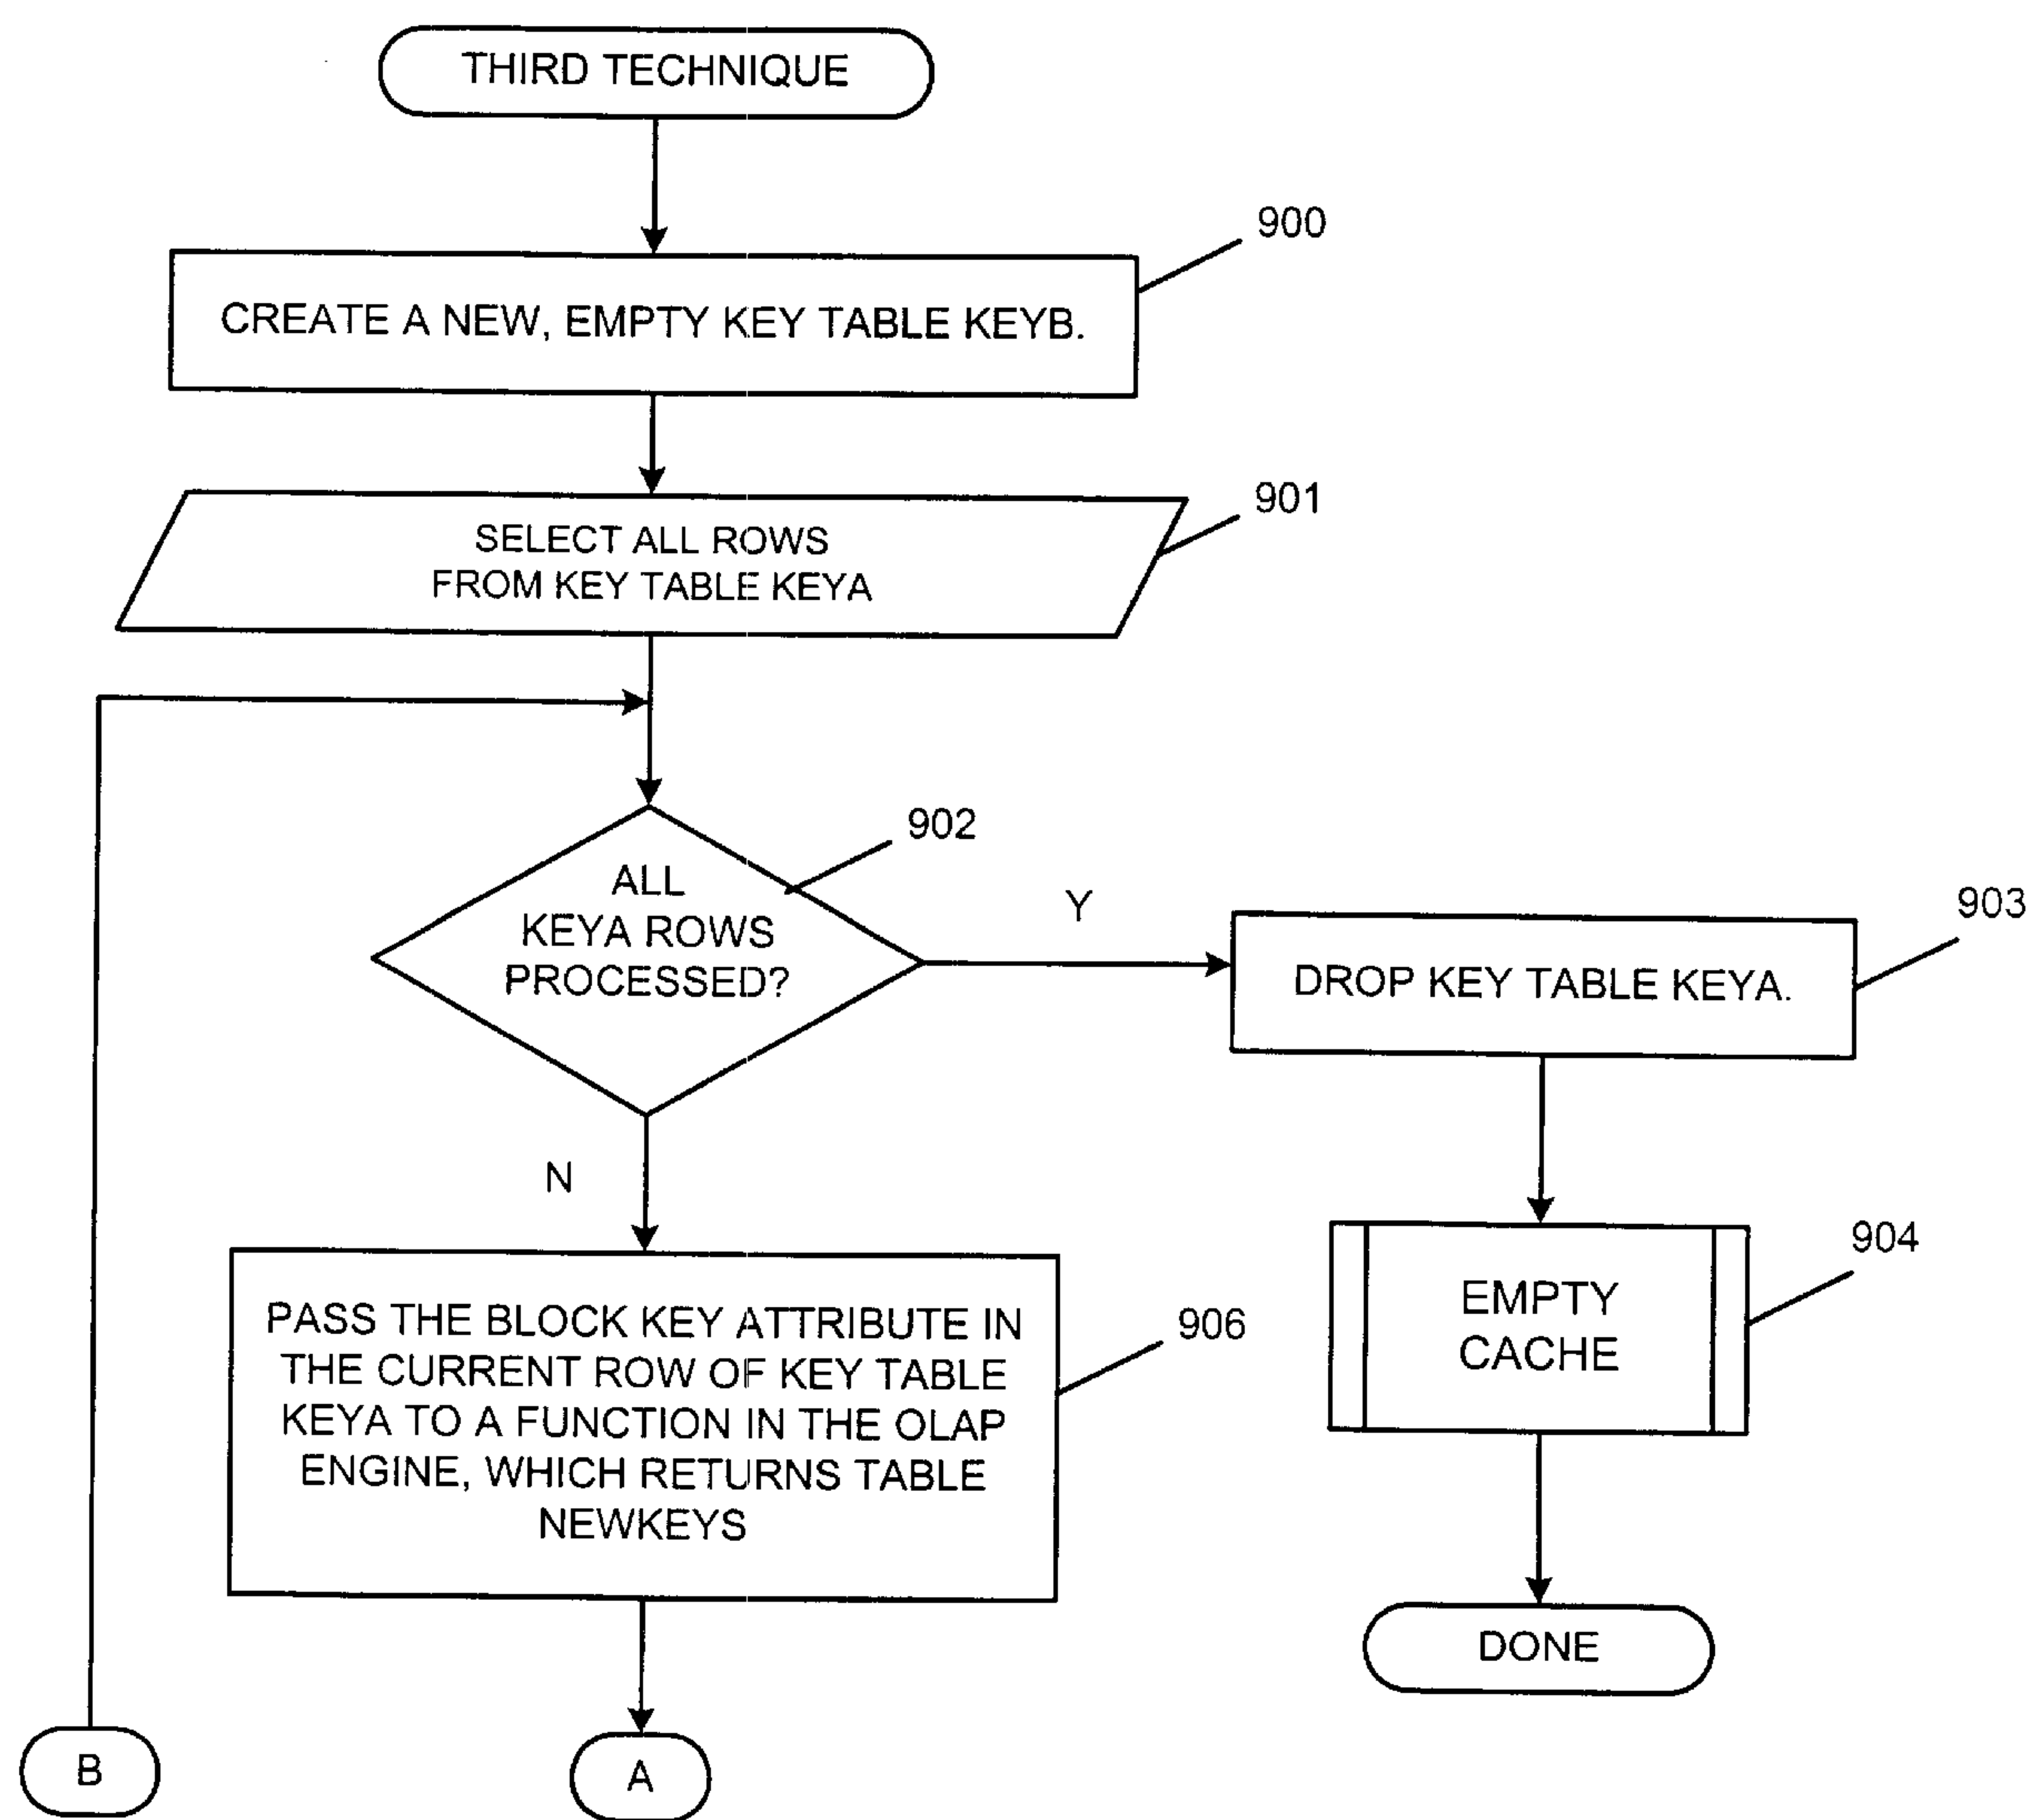 THIRD TECHNIQUE
900
CREATE A NEW, EMPTY KEY TABLE KEYB.
901
SELECT ALL ROWS
FROM KEY TABLE KEYA
902
ALL
KEYA ROWS
PROCESSED?
Y
903
DROP KEY TABLE KEYA.
N
904
EMPTY
CACHE
906
PASS THE BLOCK KEY ATTRIBUTE IN
THE CURRENT ROW OF KEY TABLE
KEYA TO A FUNCTION IN THE OLAP
ENGINE, WHICH RETURNS TABLE
NEWKEYS
DONE
B
A